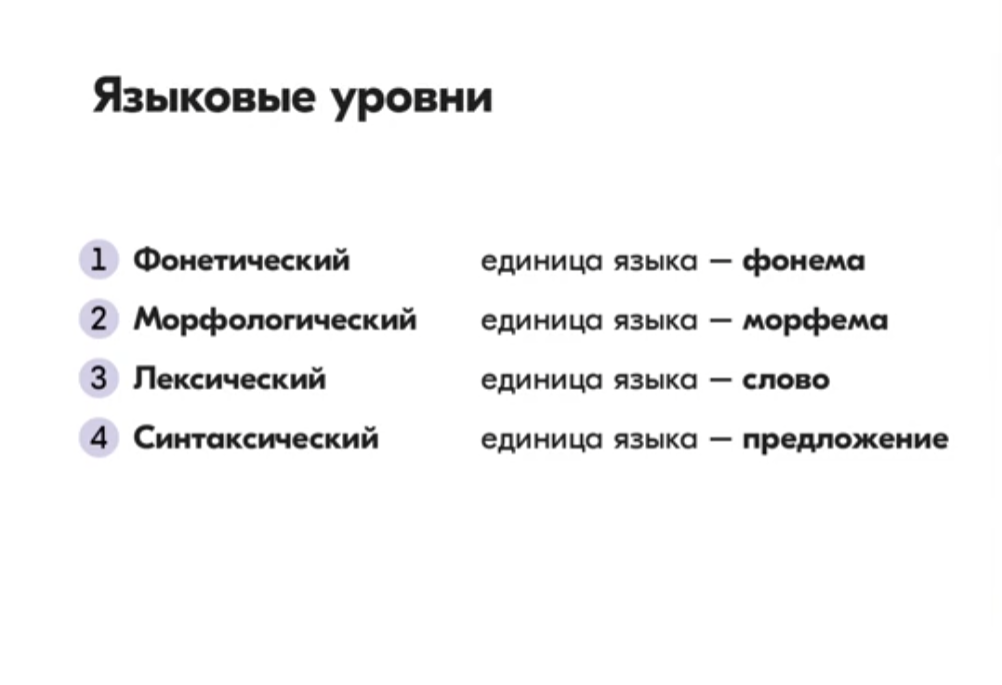 Языковые уровни
1 Фонетический единица языка — фонема
2 Морфологический единица языка — морфема
3 Лексический единица языка — слово
4 Синтаксический единица языка — предложение